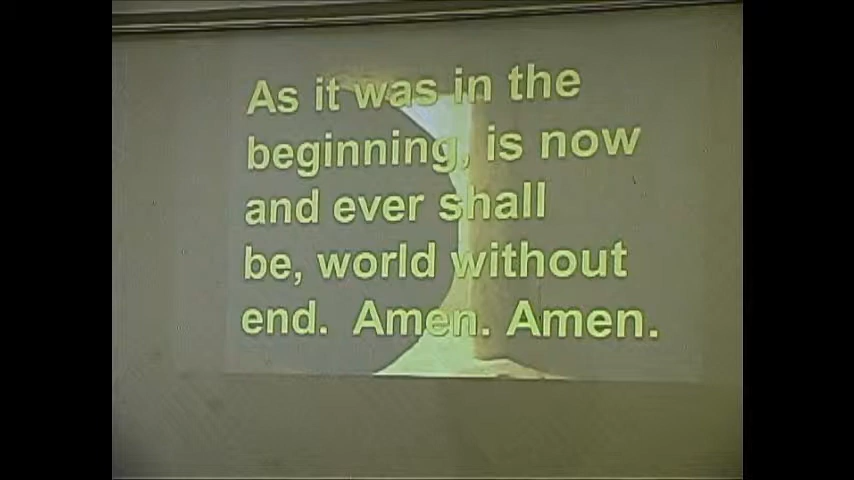 As it was in the
beginning, is now
and ever shall
be, world without
end. Amen. Amen.